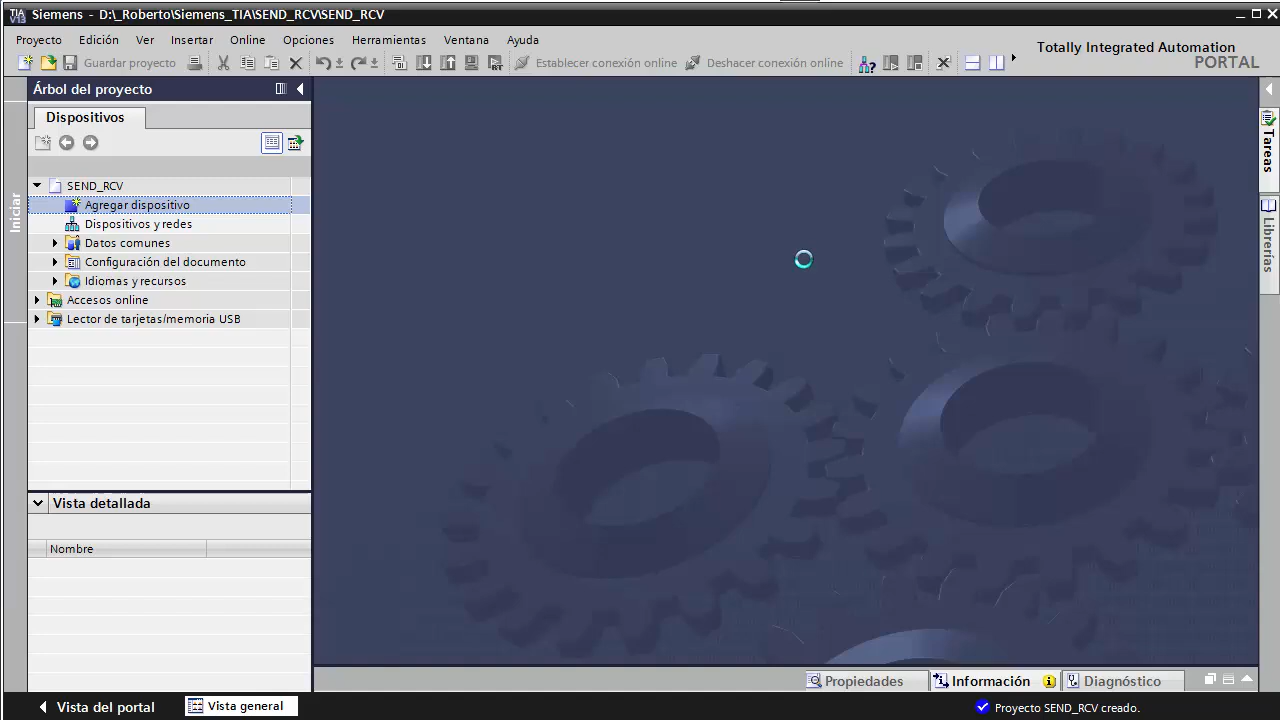 Siemens - D:\_Roberto\Siemens_TIA\SEND_RCV\SEND_RCV
Proyecto Edición Ver Insertar Online Opciones Herramientas Ventana Ayuda
Totally Integrated Automation
PORTAL
Guardar proyecto Establecer conexión online Deshacer conexión online
Árbol del proyecto
Dispositivos
Iniciar
SEND_RCV
Agregar dispositivo
Dispositivos y redes
Datos comunes
Configuración del documento
Idiomas y recursos
Accesos online
Lector de tarjetas/memoria USB
Tareas
Librerías
Vista detallada
Nombre
Propiedades Información Diagnóstico
Vista del portal Vista general Proyecto SEND_RCV creado.